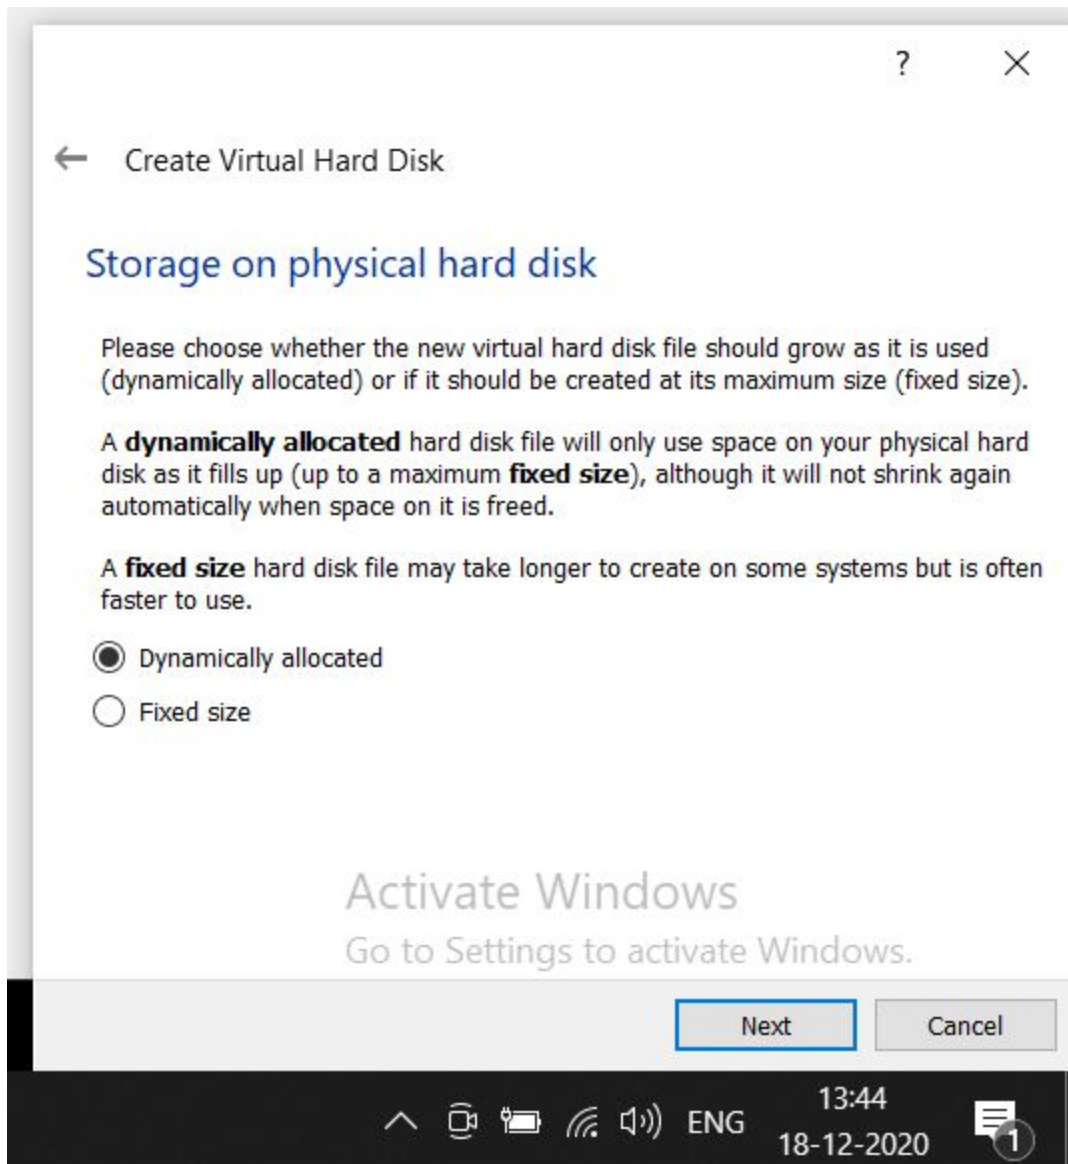 ?
Create Virtual Hard Disk
Storage on physical hard disk
Please choose whether the new virtual hard disk file should grow as it is used
(dynamically allocated) or if it should be created at its maximum size (fixed size).
A dynamically allocated hard disk file will only use space on your physical hard
disk as it fills up (up to a maximum fixed size), although it will not shrink again
automatically when space on it is freed.
A fixed size hard disk file may take longer to create on some systems but is often
faster to use.
Dynamically allocated
Fixed size
Activate Windows
Go to Settings to activate Windows.
Next Cancel
ENG 13:44
18-12-2020 1